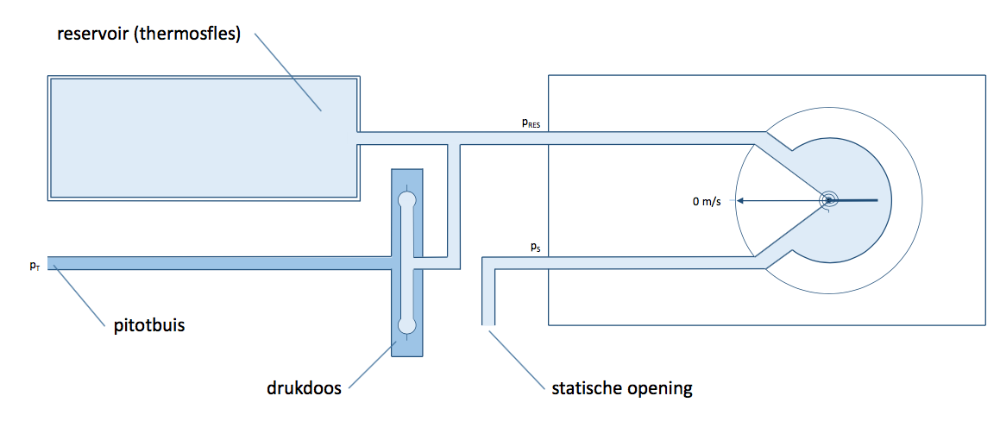 reservoir (thermosfles)
pRES
0 m/s
pS
pT
pitotbuis
drukdoos
statische opening